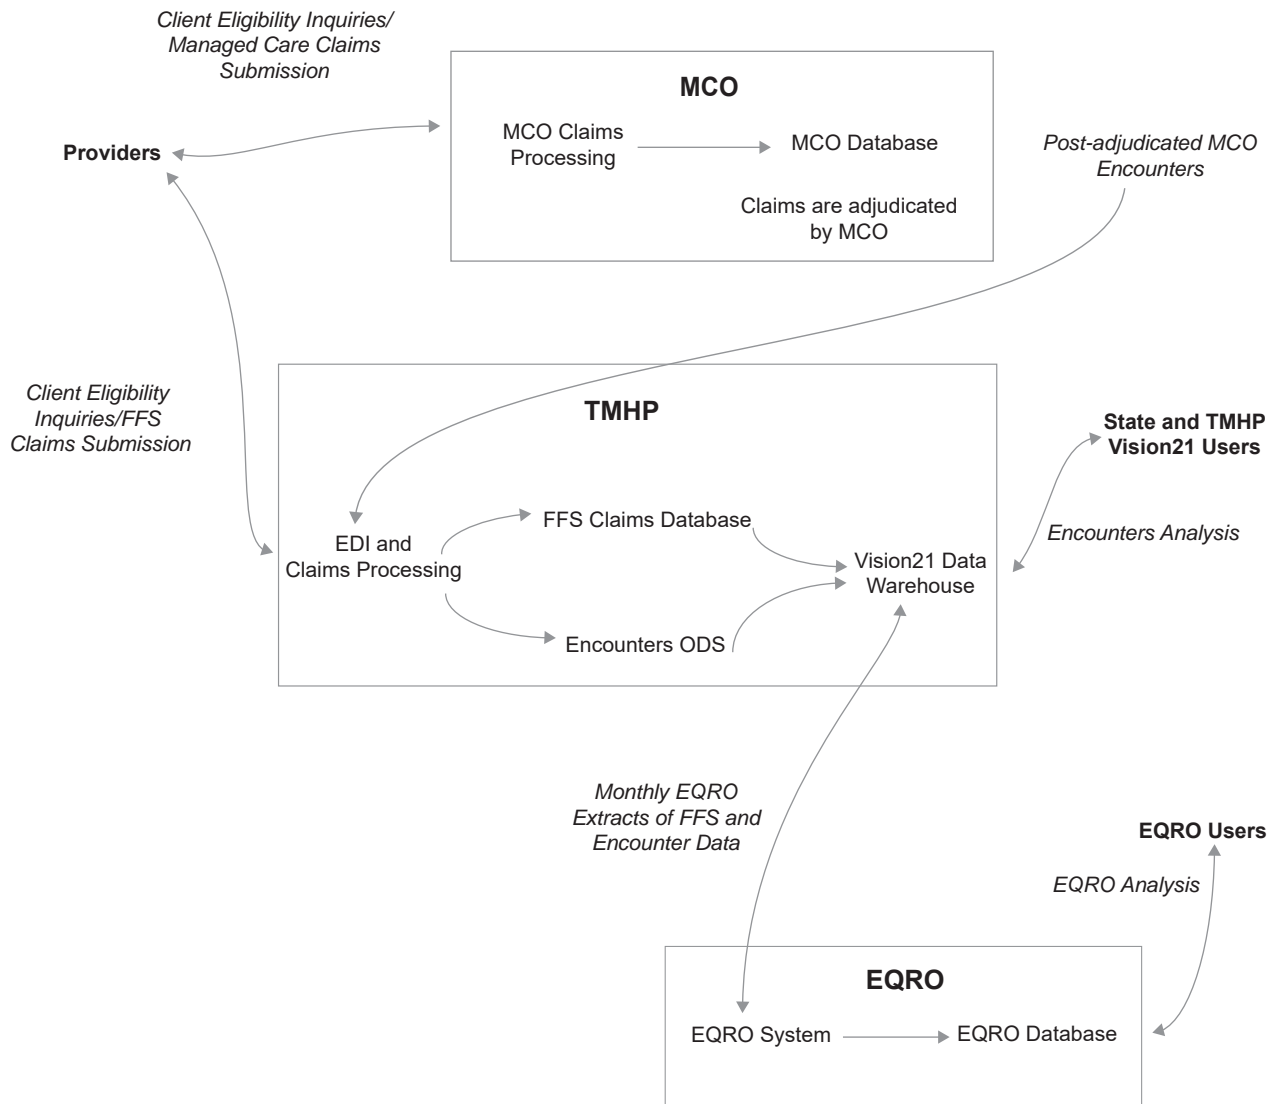 Client Eligibility Inquiries/
Managed Care Claims
Submission
MCO
MCO Claims
Processing
MCO Database
Claims are adjudicated
by MCO
Providers
Post-adjudicated MCO
Encounters
Client Eligibility
Inquiries/FFS
Claims Submission
TMHP
State and TMHP
Vision21 Users
FFS Claims Database
EDI and
Claims Processing
Vision21 Data
Warehouse
Encounters ODS
Encounters Analysis
Monthly EQRO
Extracts of FFS and
Encounter Data
EQRO Users
EQRO Analysis
EQRO
EQRO System
EQRO Database